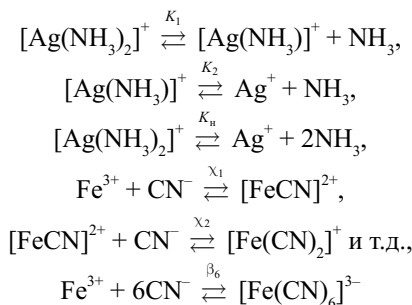 [Ag(NH₃)₂]⁺ ⇄ (K₁) [Ag(NH₃)]⁺ + NH₃,
[Ag(NH₃)]⁺ ⇄ (K₂) Ag⁺ + NH₃,
[Ag(NH₃)₂]⁺ ⇄ (Kн) Ag⁺ + 2NH₃,
Fe³⁺ + CN⁻ ⇄ (χ₁) [FeCN]²⁺,
[FeCN]²⁺ + CN⁻ ⇄ (χ₂) [Fe(CN)₂]⁺ и т.д.,
Fe³⁺ + 6CN⁻ ⇄ (β₆) [Fe(CN)₆]³⁻